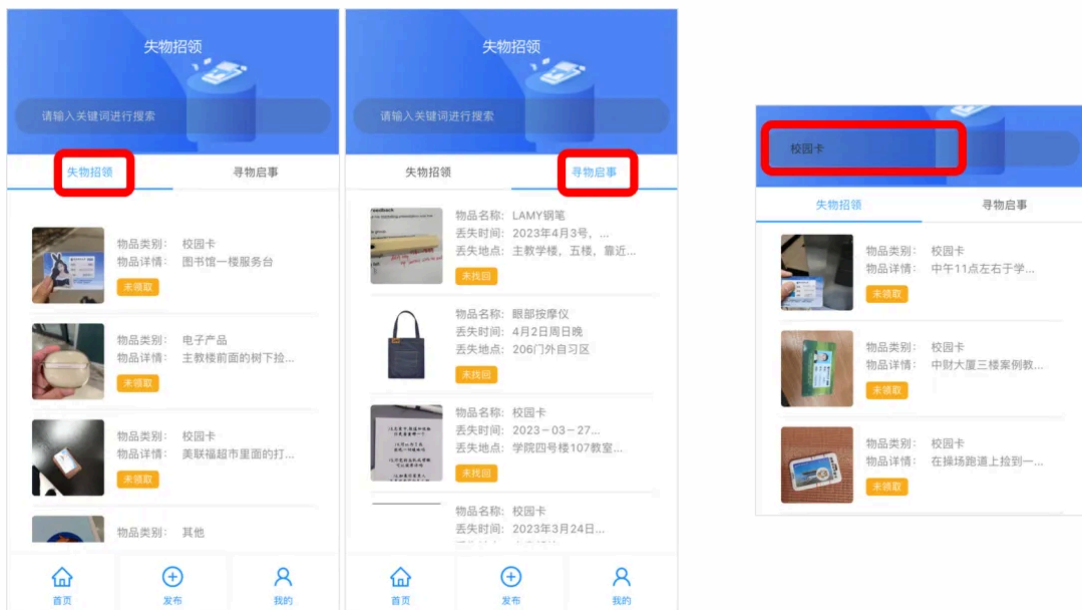 失物招领
请输入关键词进行搜索
失物招领
寻物启事
物品类别： 校园卡
物品详情： 图书馆一楼服务台
未领取
物品类别： 电子产品
物品详情： 主教楼前面的树下捡...
未领取
物品类别： 校园卡
物品详情： 美联福超市里面的打...
未领取
物品类别： 其他
首页
发布
我的
失物招领
请输入关键词进行搜索
失物招领
寻物启事
物品名称: LAMY钢笔
丢失时间: 2023年4月3号，...
丢失地点: 主教学楼，五楼，靠近...
未找回
物品名称: 眼部按摩仪
丢失时间: 4月2日周日晚
丢失地点: 206门外自习区
未找回
物品名称: 校园卡
丢失时间: 2023-03-27...
丢失地点: 学院四号楼107教室...
未找回
物品名称: 校园卡
丢失时间: 2023年3月24日...
首页
发布
我的
校园卡
失物招领
寻物启事
物品类别： 校园卡
物品详情： 中午11点左右于学...
未领取
物品类别： 校园卡
物品详情： 中财大厦三楼案例教...
未领取
物品类别： 校园卡
物品详情： 在操场跑道上捡到一...
未领取